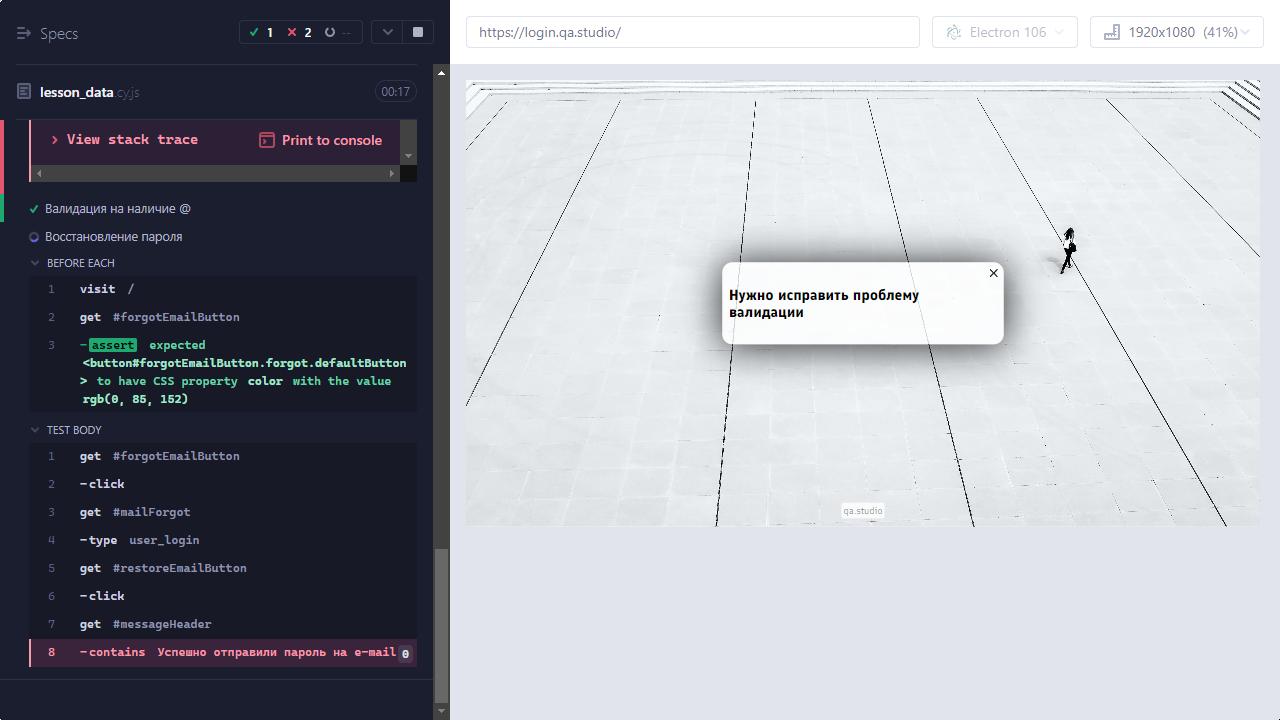 Specs
1
2
--
lesson_data.cy.js
00:17
View stack trace
Print to console
Валидация на наличие @
Восстановление пароля
BEFORE EACH
1 visit /
2 get #forgotEmailButton
3 -assert expected
<button#forgotEmailButton.forgot.defaultButton
> to have CSS property color with the value
rgb(0, 85, 152)
TEST BODY
1 get #forgotEmailButton
2 -click
3 get #mailForgot
4 -type user_login
5 get #restoreEmailButton
6 -click
7 get #messageHeader
8 -contains Успешно отправили пароль на e-mail 0
https://login.qa.studio/
Electron 106
1920x1080 (41%)
Нужно исправить проблему
валидации
qa.studio